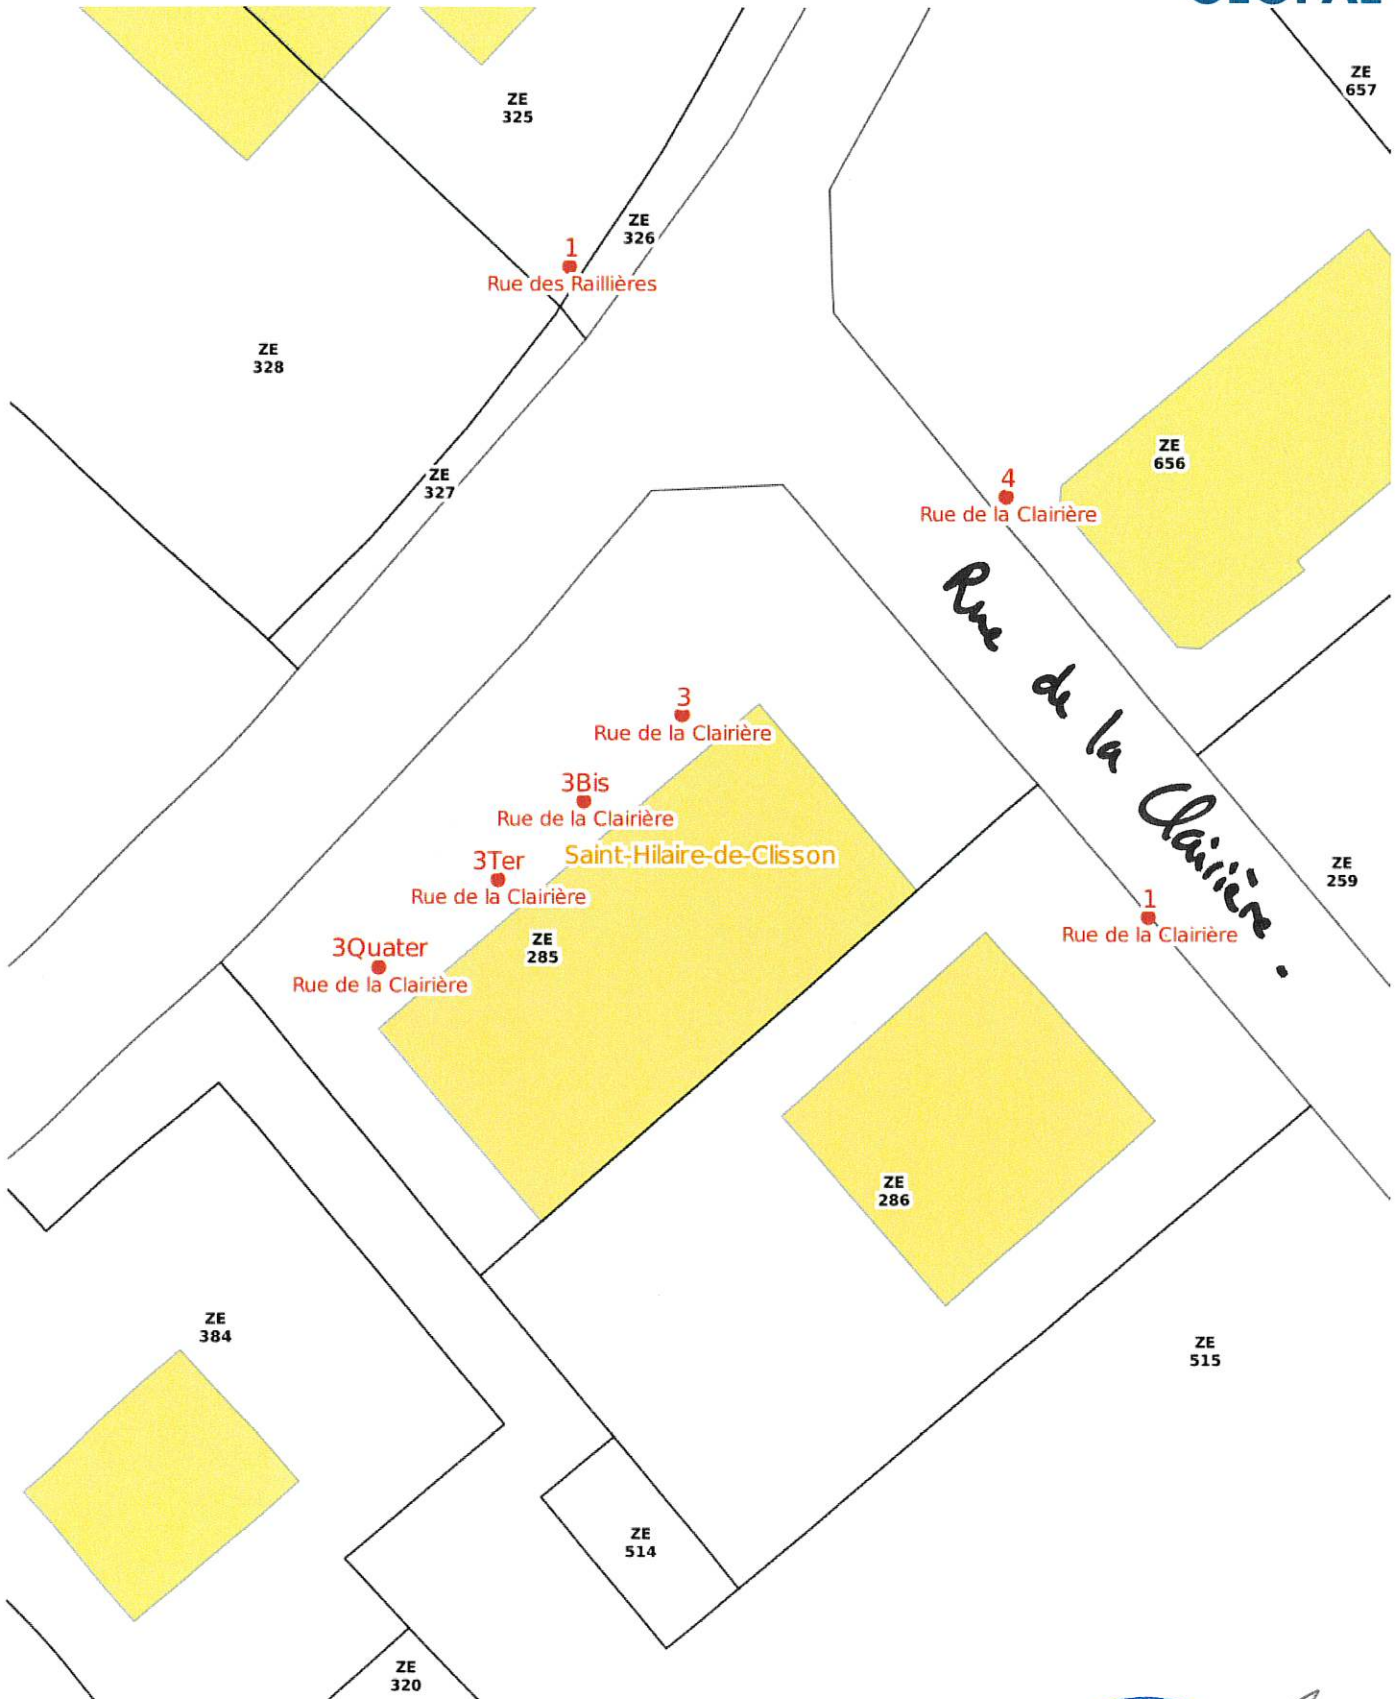 ZE
657
ZE
325
ZE
326
1
Rue des Raillières
ZE
328
ZE
656
ZE
327
4
Rue de la Clairière
Rue de la Clairière.
3
Rue de la Clairière
3Bis
Rue de la Clairière
Saint-Hilaire-de-Clisson
3Ter
Rue de la Clairière
ZE
259
1
Rue de la Clairière
ZE
285
3Quater
Rue de la Clairière
ZE
286
ZE
384
ZE
515
ZE
514
ZE
320